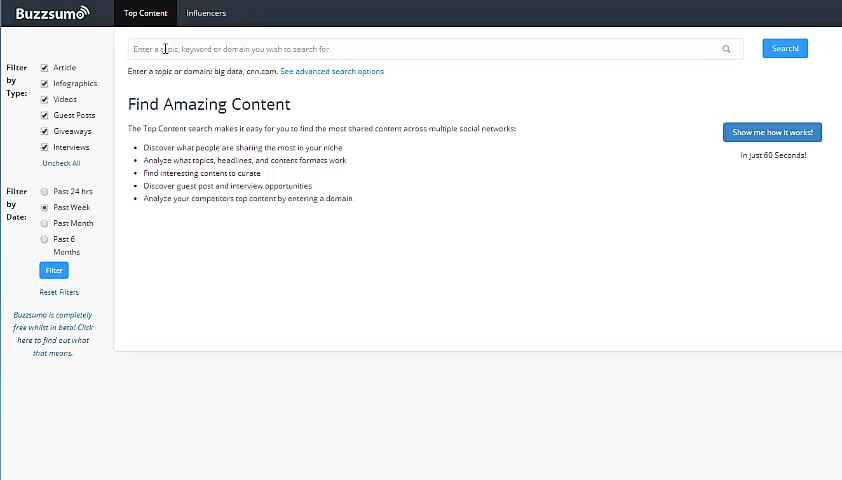 Buzzsumo
Top Content
Influencers
Enter a topic, keyword or domain you wish to search for
Search!
Enter a topic or domain: big data, cnn.com. See advanced search options
Filter by Type:
Article
Infographics
Videos
Guest Posts
Giveaways
Interviews
Uncheck All
Filter by Date:
Past 24 hrs
Past Week
Past Month
Past 6
Months
Filter
Reset Filters
Buzzsumo is completely
free whilst in beta! Click
here to find out what
that means.
Find Amazing Content
The Top Content search makes it easy for you to find the most shared content across multiple social networks:
Discover what people are sharing the most in your niche
Analyze what topics, headlines, and content formats work
Find interesting content to curate
Discover guest post and interview opportunities
Analyze your competitors top content by entering a domain
Show me how it works!
In just 60 Seconds!